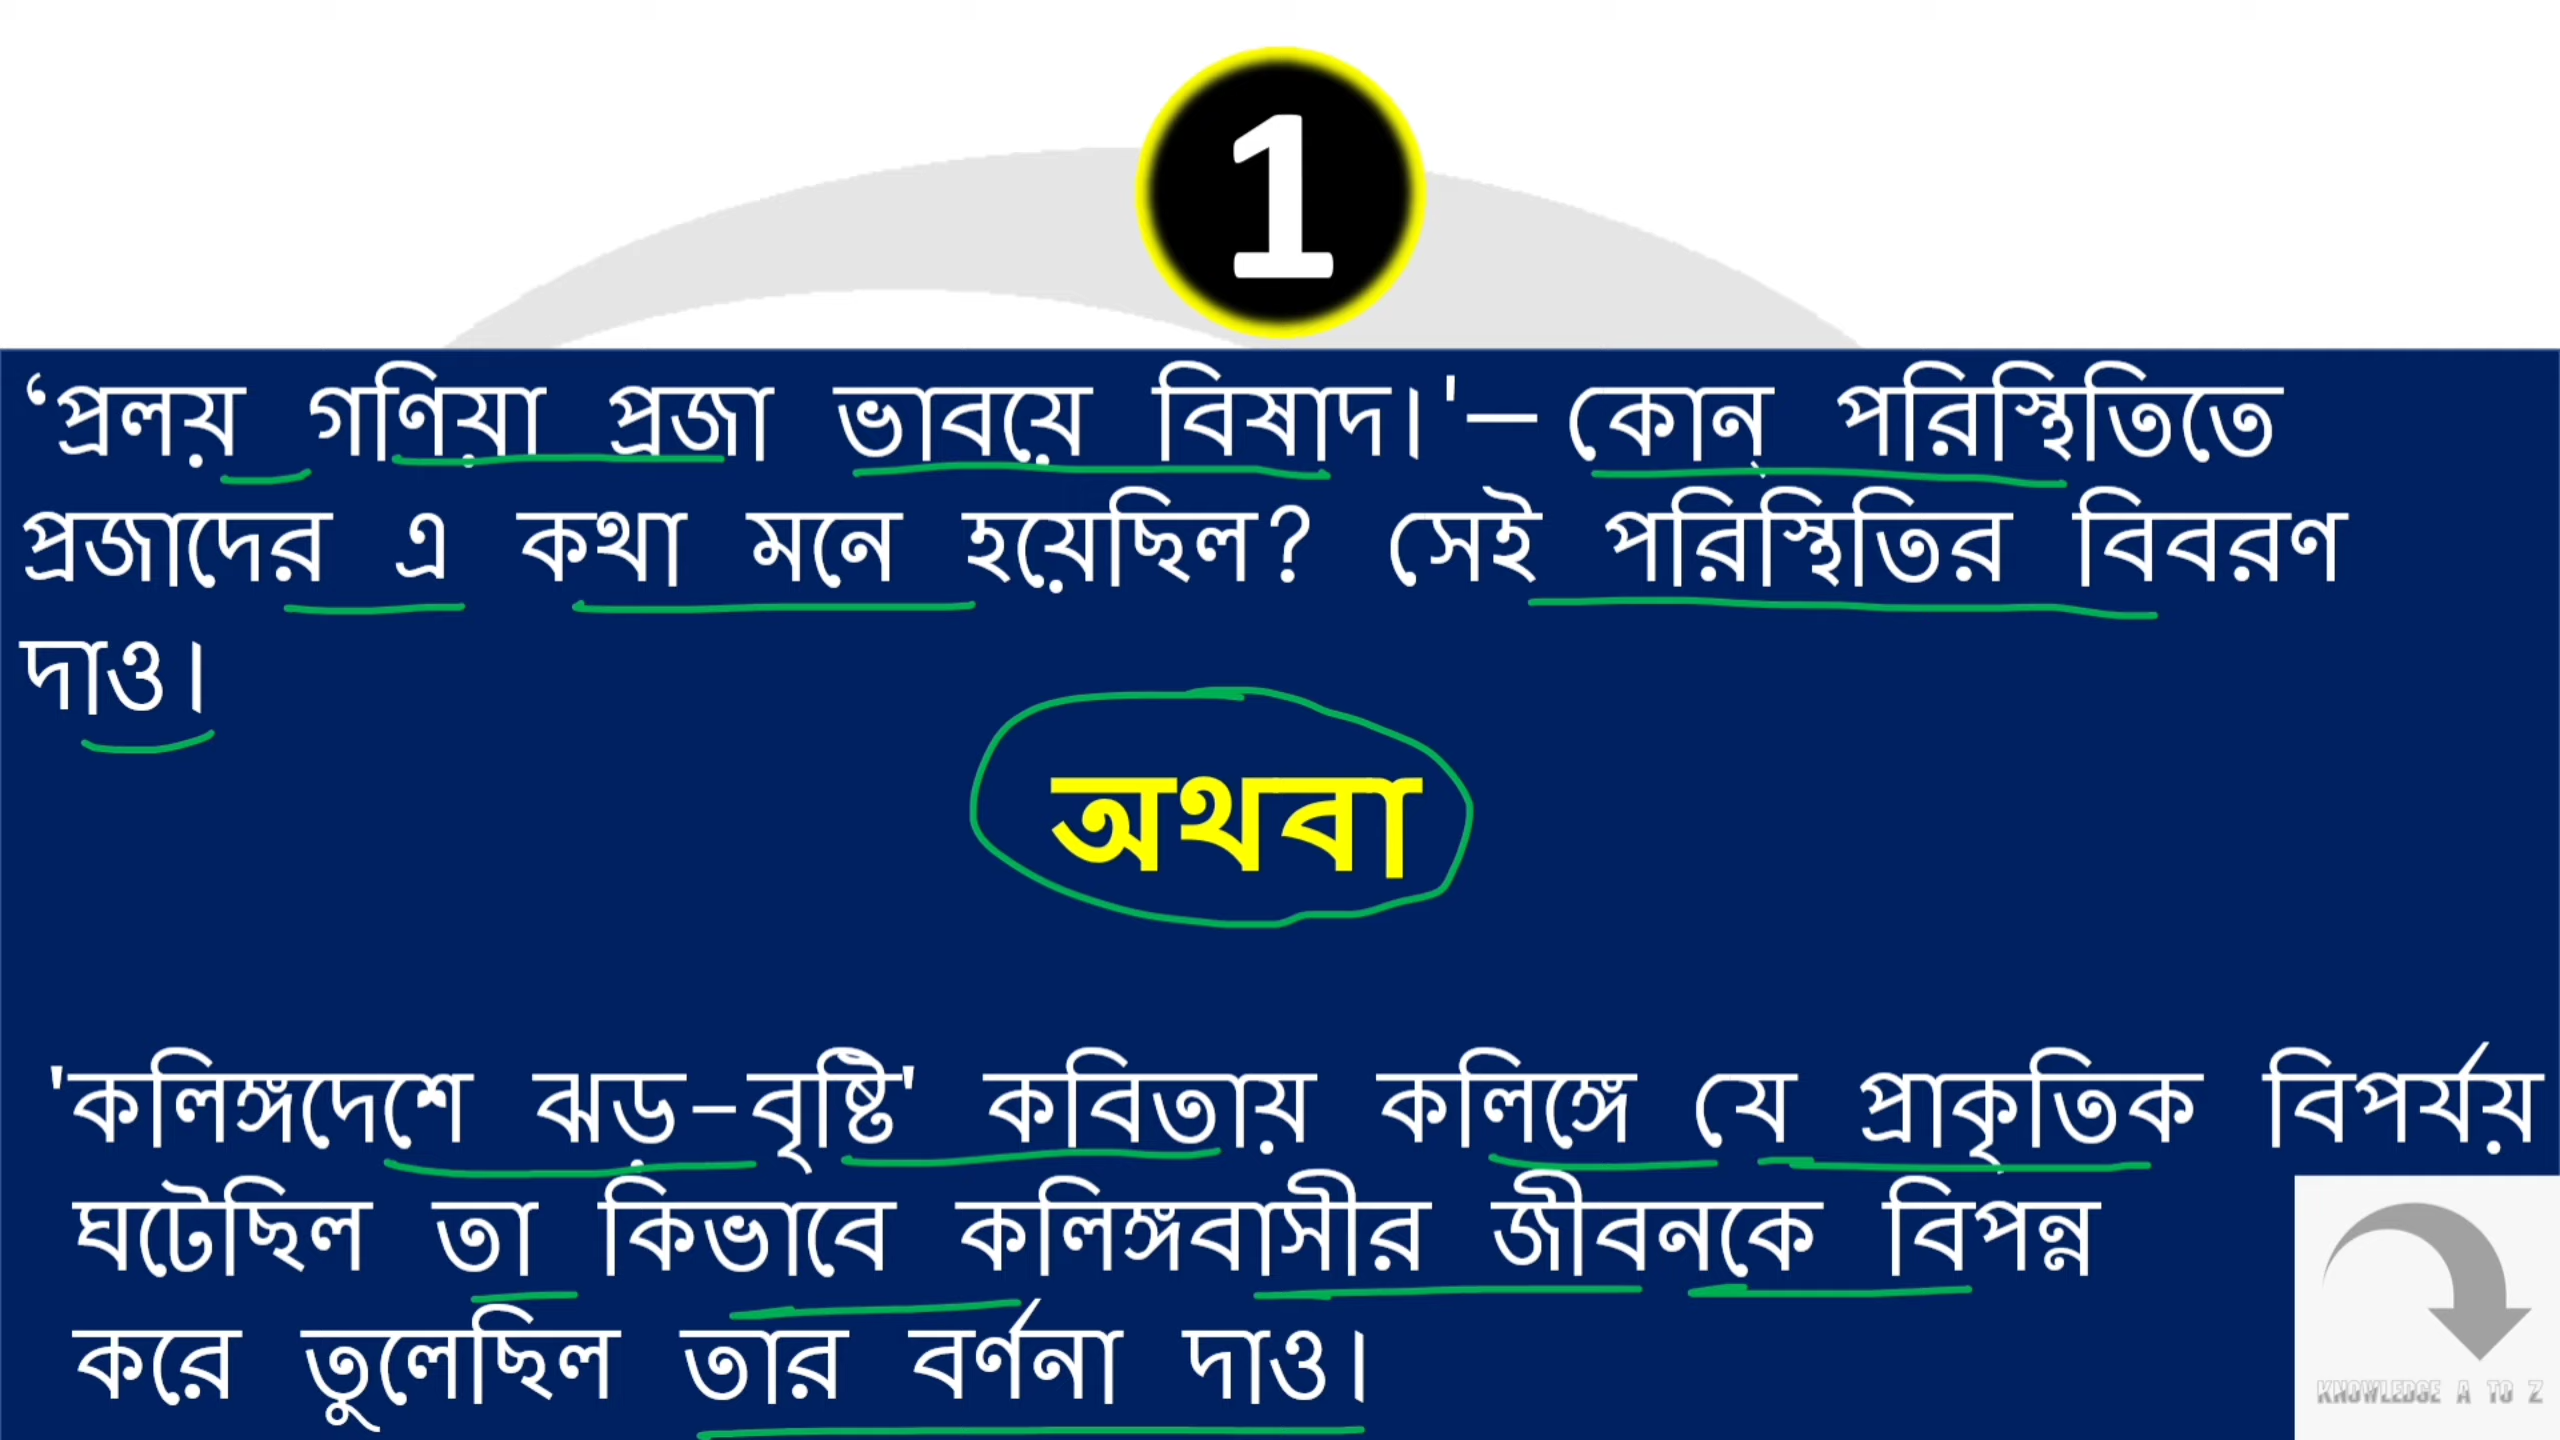 1
‘প্রলয় গণিয়া প্রজা ভাবয়ে বিষাদ।'— কোন্ পরিস্থিতিতে
প্রজাদের এ কথা মনে হয়েছিল? সেই পরিস্থিতির বিবরণ
দাও।
অথবা
'কলিঙ্গদেশে ঝড়-বৃষ্টি' কবিতায় কলিঙ্গে যে প্রাকৃতিক বিপর্যয়
ঘটেছিল তা কিভাবে কলিঙ্গবাসীর জীবনকে বিপন্ন
করে তুলেছিল তার বর্ণনা দাও।
KNOWLEDGE A TO Z